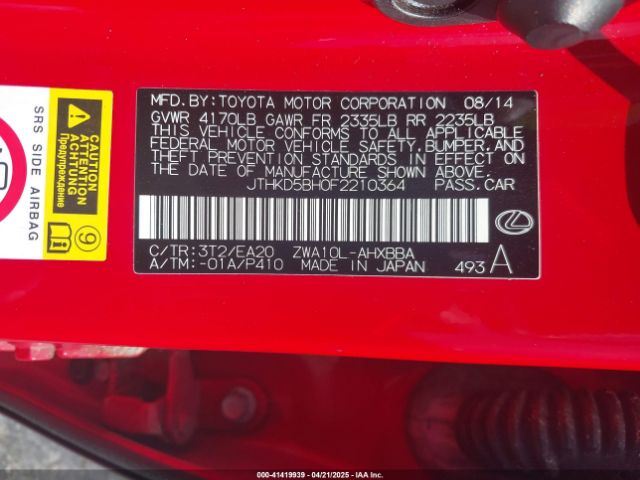 MFD.BY:TOYOTA MOTOR CORPORATION 08/14
GVWR 4170LB GAWR FR 2335LB RR 2235LB
THIS VEHICLE CONFORMS TO ALL APPLICABLE
FEDERAL MOTOR VEHICLE SAFETY,BUMPER,AND
THEFT PREVENTION STANDARDS IN EFFECT ON
THE DATE OF MANUFACTURE SHOWN ABOVE.
JTHKD5BH0F2210364 PASS.CAR
C/TR:3T2/EA20 ZWA10L-AHXBBA
A/TM:-01A/P410 MADE IN JAPAN 493 A
SRS SIDE AIRBAG
CAUTION
ATTENTION
ACHTUNG
Предупреждение
9
000-41419939 - 04/21/2025 - IAAI, Inc.